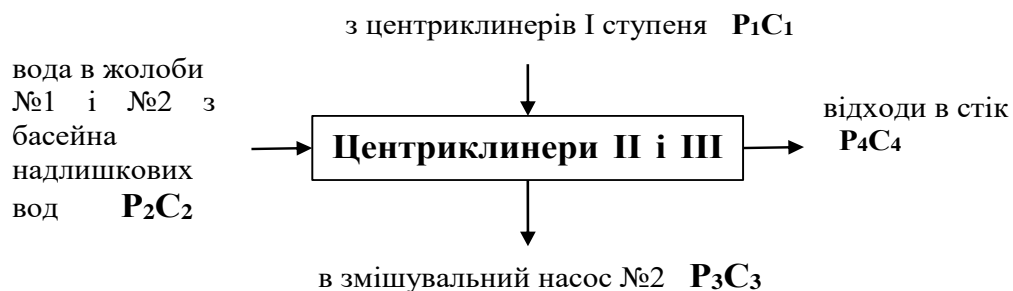 з центриклинерів І ступеня P₁C₁
вода в жолоби
№1 і №2 з
басейна
надлишкових
вод P₂C₂
Центриклинери ІІ і ІІІ
відходи в стік
P₄C₄
в змішувальний насос №2 P₃C₃